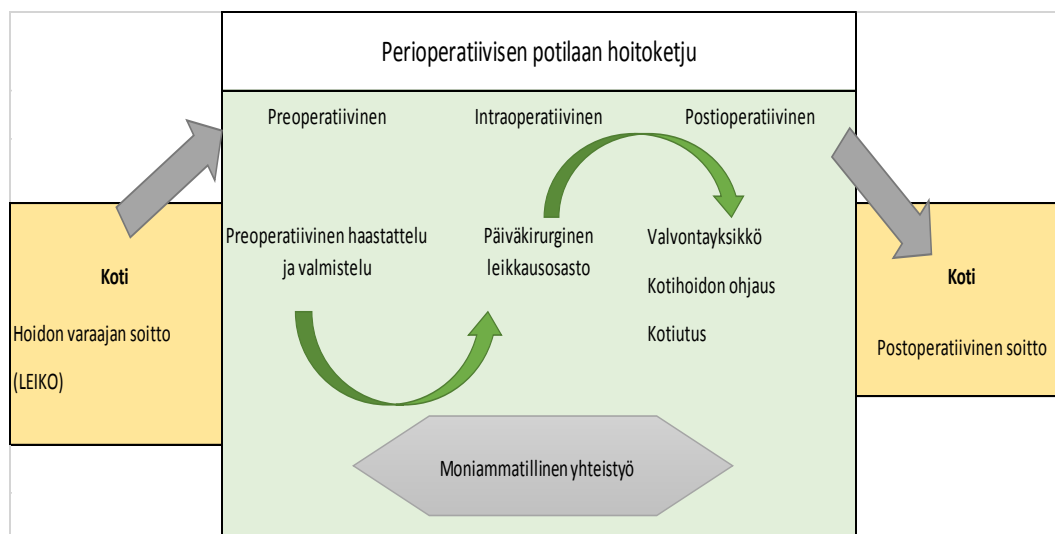 Perioperatiivisen potilaan hoitoketju
Preoperatiivinen
Intraoperatiivinen
Postioperatiivinen
Koti
Hoidon varaajan soitto
(LEIKO)
Preoperatiivinen haastattelu
ja valmistelu
Päiväkirurginen
leikkausosasto
Valvontayksikkö
Kotihoidon ohjaus
Kotiutus
Koti
Postoperatiivinen soitto
Moniammatillinen yhteistyö